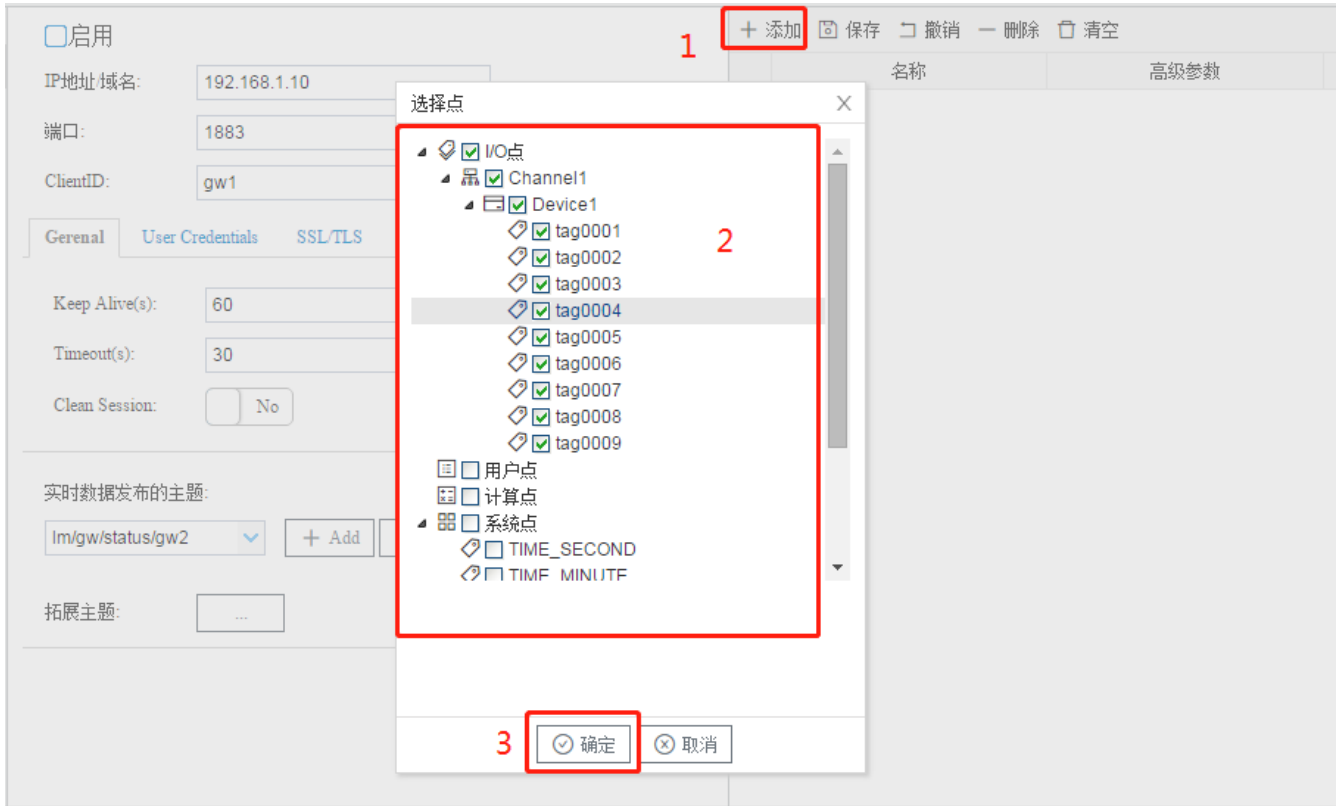 启用
1
添加 保存 撤销 删除 清空
IP地址/域名: 192.168.1.10
名称 高级参数
端口: 1883
ClientID: gw1
Gerenal User Credentials SSL/TLS
Keep Alive(s): 60
Timeout(s): 30
Clean Session: No
实时数据发布的主题:
lm/gw/status/gw2 Add
拓展主题: ...
选择点
2
I/O点
Channel1
Device1
tag0001
tag0002
tag0003
tag0004
tag0005
tag0006
tag0007
tag0008
tag0009
用户点
计算点
系统点
TIME_SECOND
TIME_MINUTE
3
确定 取消